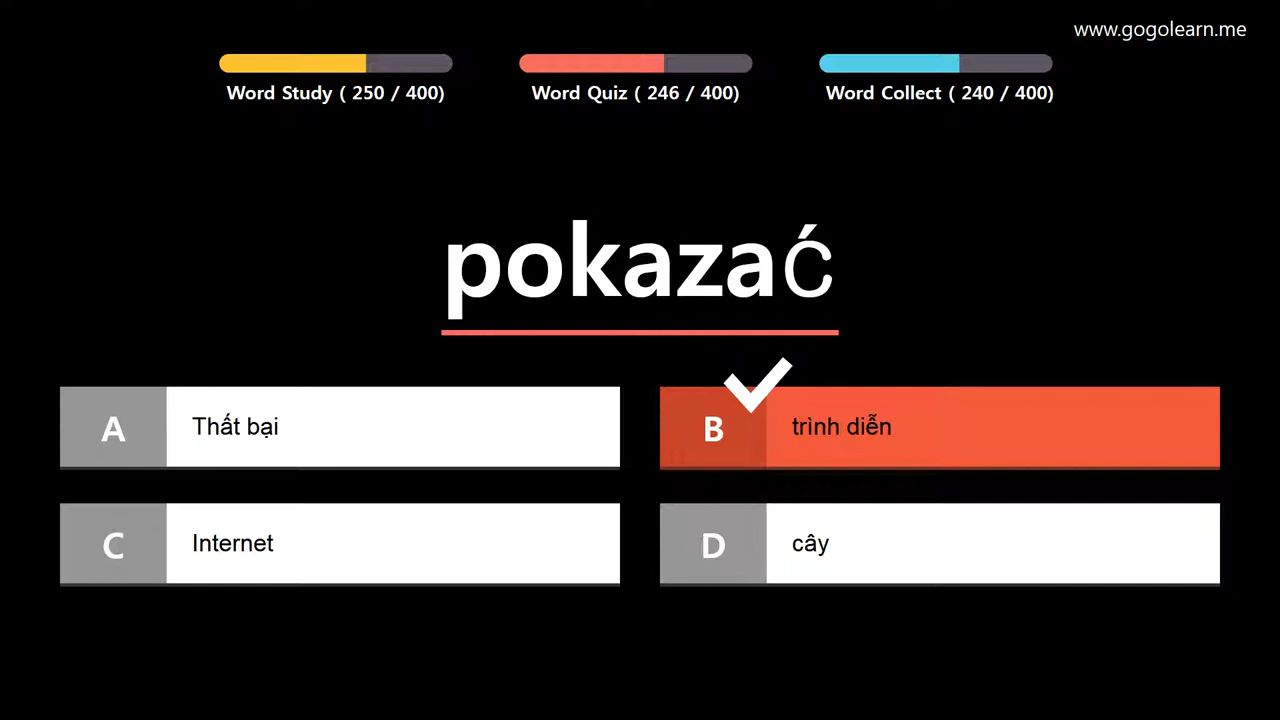 www.gogolearn.me
Word Study ( 250 / 400)
Word Quiz ( 246 / 400)
Word Collect ( 240 / 400)
pokazać
A Thất bại
B trình diễn
C Internet
D cây